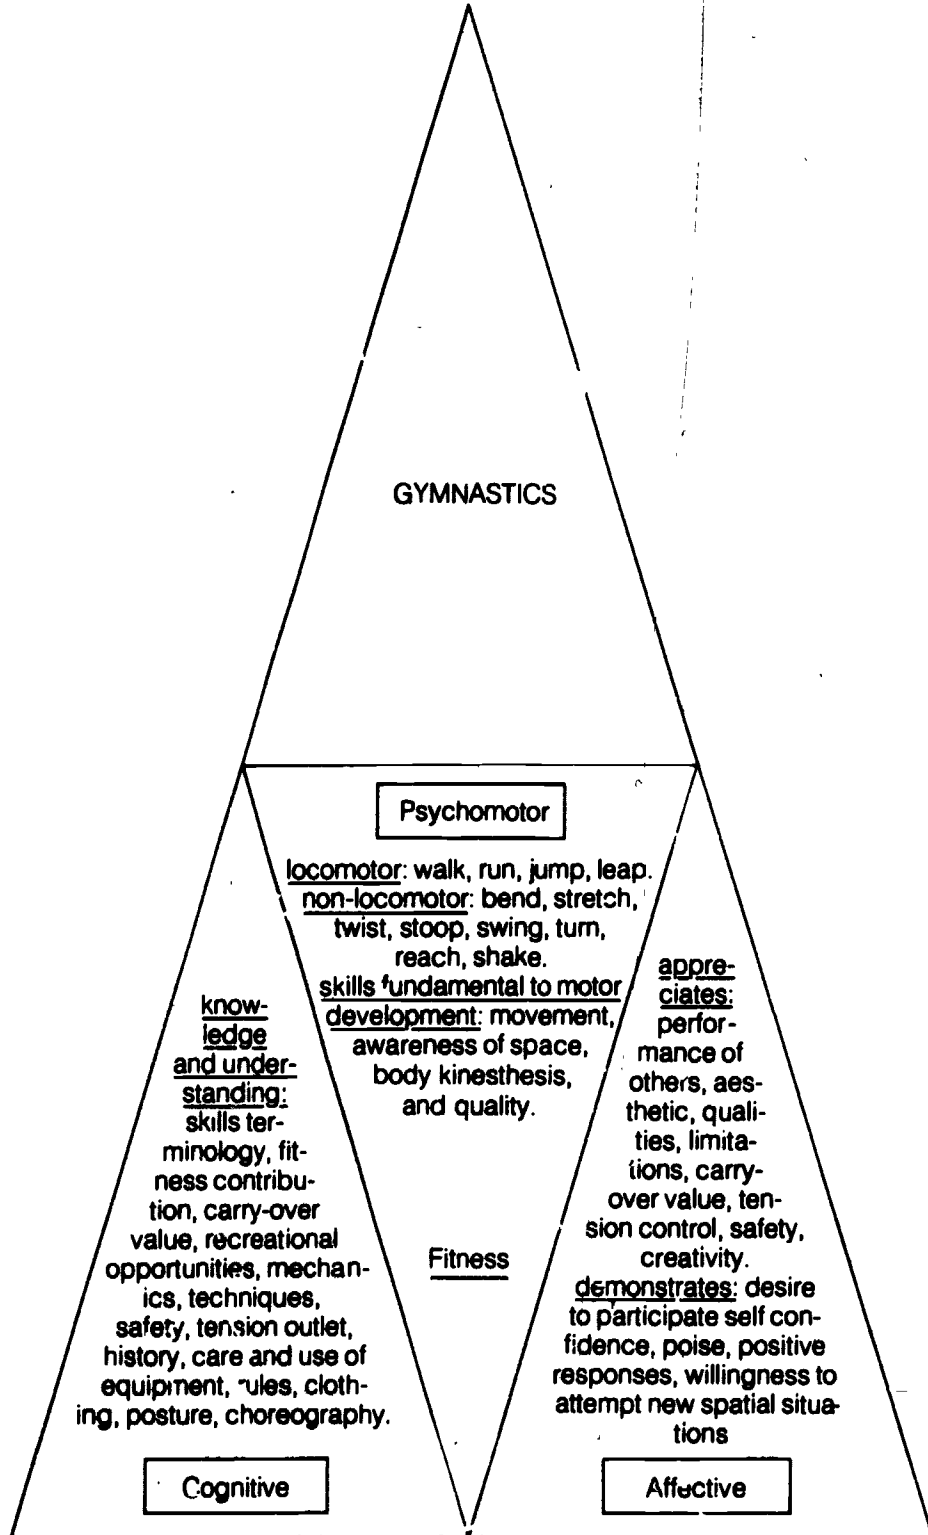 GYMNASTICS
Psychomotor
locomotor: walk, run, jump, leap.
non-locomotor: bend, stretch,
twist, stoop, swing, turn,
reach, shake.
skills fundamental to motor
development: movement,
awareness of space,
body kinesthesis,
and quality.
Fitness
know-
ledge
and under-
standing:
skills ter-
minology, fit-
ness contribu-
tion, carry-over
value, recreational
opportunities, mechan-
ics, techniques,
safety, tension outlet,
history, care and use of
equipment, rules, cloth-
ing, posture, choreography.
Cognitive
appre-
ciates:
perfor-
mance of
others, aes-
thetic, quali-
ties, limita-
tions, carry-
over value, ten-
sion control, safety,
creativity.
demonstrates: desire
to participate self con-
fidence, poise, positive
responses, willingness to
attempt new spatial situa-
tions
Affective